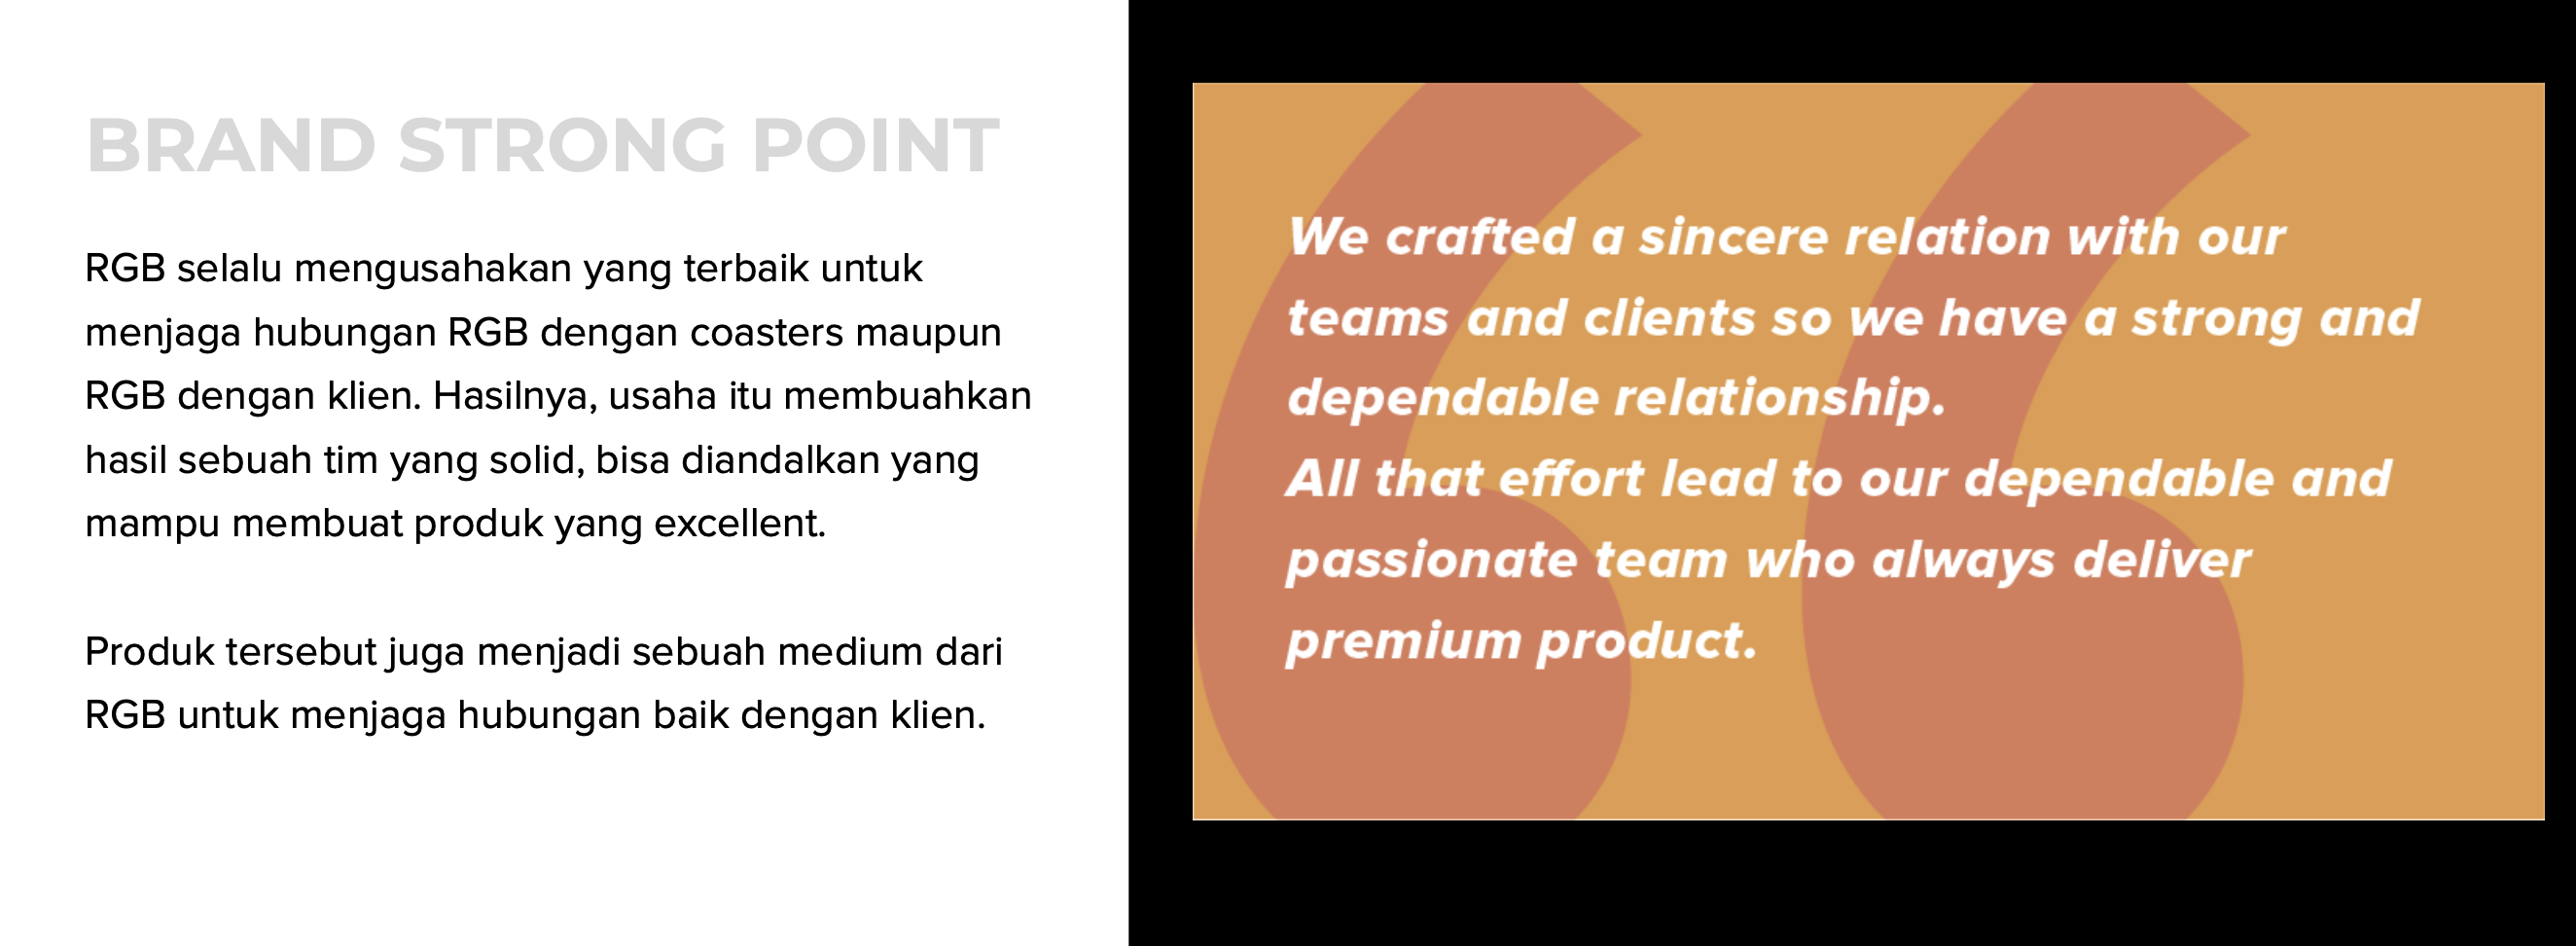 BRAND STRONG POINT
RGB selalu mengusahakan yang terbaik untuk
menjaga hubungan RGB dengan coasters maupun
RGB dengan klien. Hasilnya, usaha itu membuahkan
hasil sebuah tim yang solid, bisa diandalkan yang
mampu membuat produk yang excellent.
Produk tersebut juga menjadi sebuah medium dari
RGB untuk menjaga hubungan baik dengan klien.
We crafted a sincere relation with our
teams and clients so we have a strong and
dependable relationship.
All that effort lead to our dependable and
passionate team who always deliver
premium product.